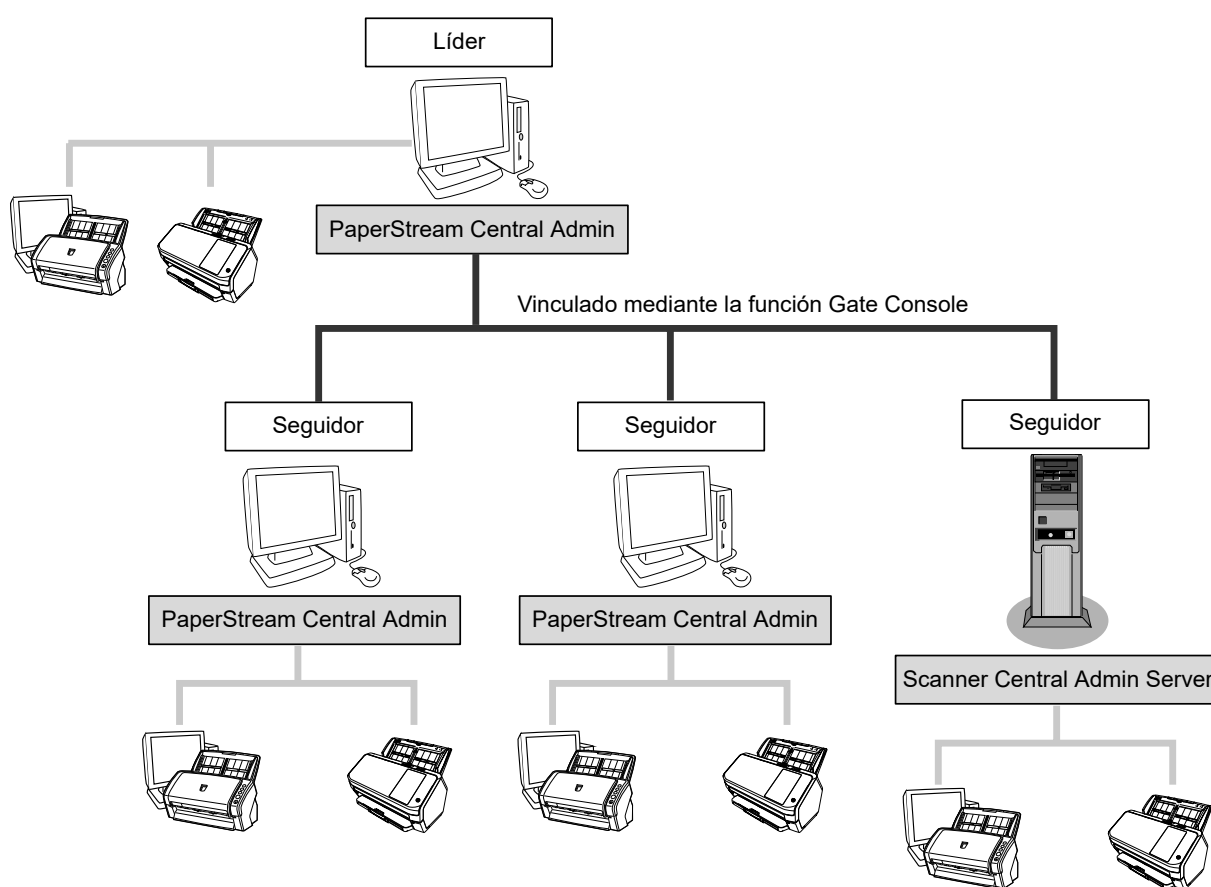 Líder
PaperStream Central Admin
Vinculado mediante la función Gate Console
Seguidor
Seguidor
Seguidor
PaperStream Central Admin
PaperStream Central Admin
Scanner Central Admin Server